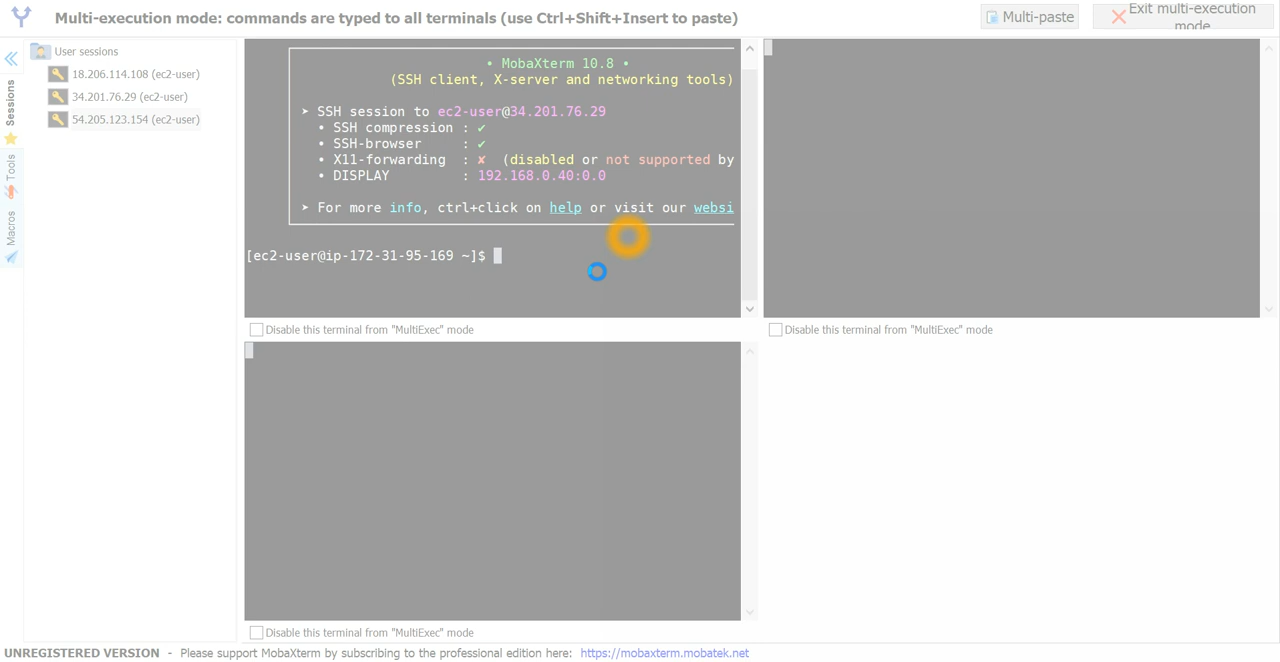 Multi-execution mode: commands are typed to all terminals (use Ctrl+Shift+Insert to paste)
Multi-paste
Exit multi-execution
mode
Sessions
Tools
Macros
User sessions
18.206.114.108 (ec2-user)
34.201.76.29 (ec2-user)
54.205.123.154 (ec2-user)
• MobaXterm 10.8 •
(SSH client, X-server and networking tools)
➤ SSH session to ec2-user@34.201.76.29
• SSH compression : ✔
• SSH-browser : ✔
• X11-forwarding : ✘ (disabled or not supported by
• DISPLAY : 192.168.0.40:0.0
➤ For more info, ctrl+click on help or visit our websi
[ec2-user@ip-172-31-95-169 ~]$
Disable this terminal from "MultiExec" mode
Disable this terminal from "MultiExec" mode
Disable this terminal from "MultiExec" mode
UNREGISTERED VERSION - Please support MobaXterm by subscribing to the professional edition here: https://mobaxterm.mobatek.net